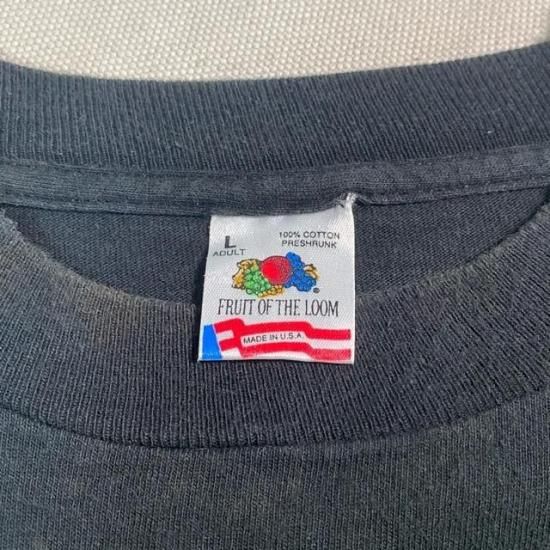 L
ADULT
100% COTTON
PRESHRUNK
®
FRUIT OF THE LOOM
MADE IN U.S.A.